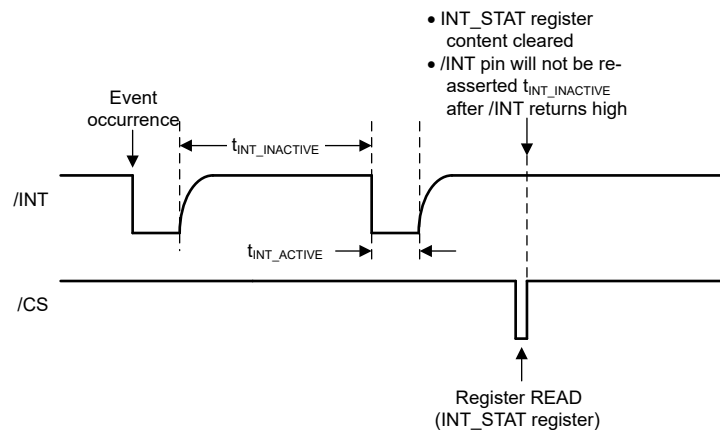 • INT_STAT register
content cleared
• /INT pin will not be re-
asserted tINT_INACTIVE
after /INT returns high
Event
occurrence
tINT_INACTIVE
/INT
tINT_ACTIVE
/CS
Register READ
(INT_STAT register)